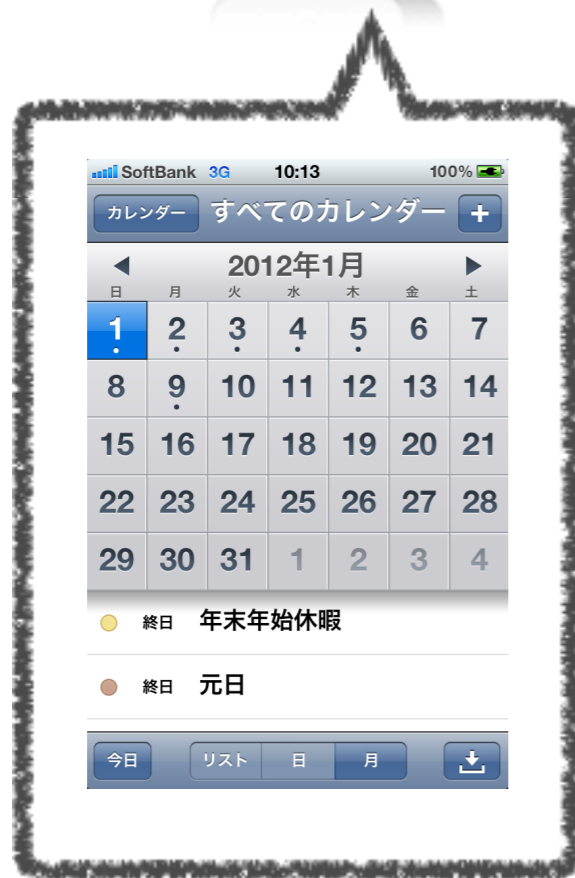 SoftBank 3G 10:13 100%
カレンダー すべてのカレンダー +
2012年1月
日 月 火 水 木 金 土
1 2 3 4 5 6 7
8 9 10 11 12 13 14
15 16 17 18 19 20 21
22 23 24 25 26 27 28
29 30 31 1 2 3 4
終日 年末年始休暇
終日 元日
今日 リスト 日 月